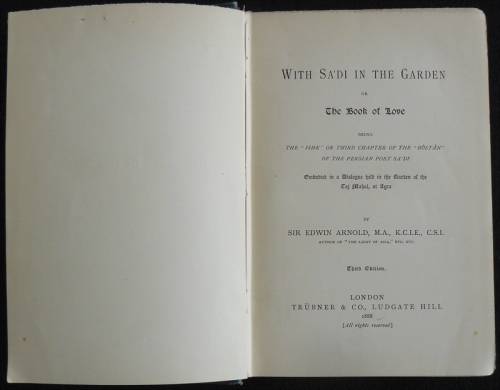 WITH SA'DI IN THE GARDEN
OR
The Book of Love
BEING
THE "ISHK" OR THIRD CHAPTER OF THE "BÔSTÂN"
OF THE PERSIAN POET SA'DI
Embodied in a Dialogue held in the Garden of the
Taj Mahal, at Agra
BY
SIR EDWIN ARNOLD, M.A., K.C.I.E., C.S.I.
AUTHOR OF "THE LIGHT OF ASIA," ETC. ETC.
Third Edition.
LONDON
TRÜBNER & CO., LUDGATE HILL
1888
[All rights reserved]